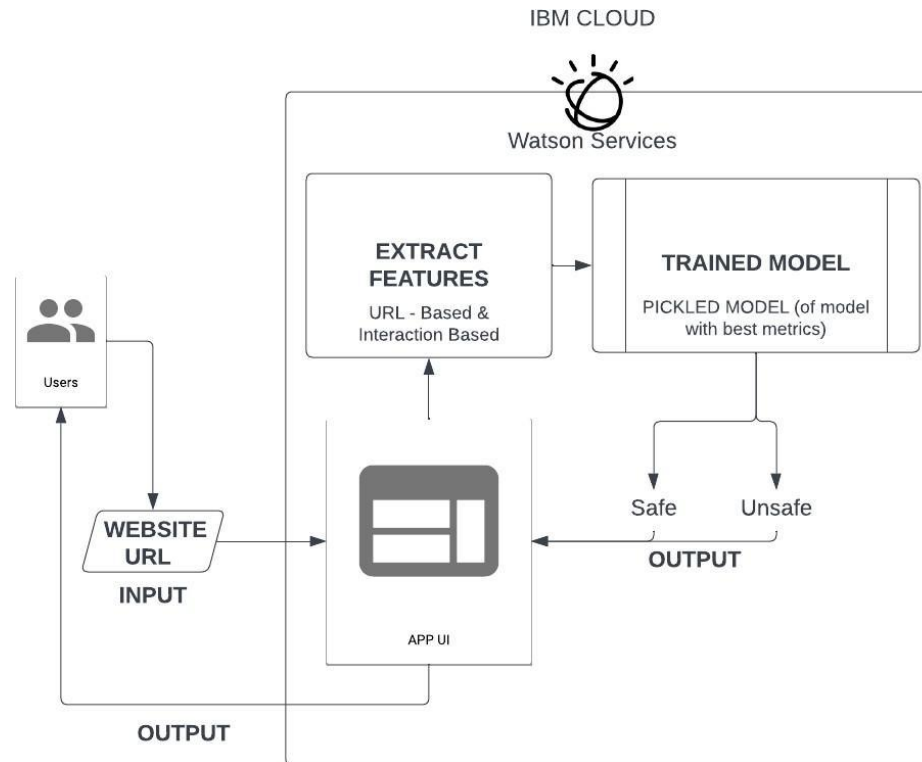 IBM CLOUD
Watson Services
EXTRACT
FEATURES
URL - Based &
Interaction Based
TRAINED MODEL
PICKLED MODEL (of model
with best metrics)
Users
Safe
Unsafe
WEBSITE
URL
OUTPUT
INPUT
APP UI
OUTPUT